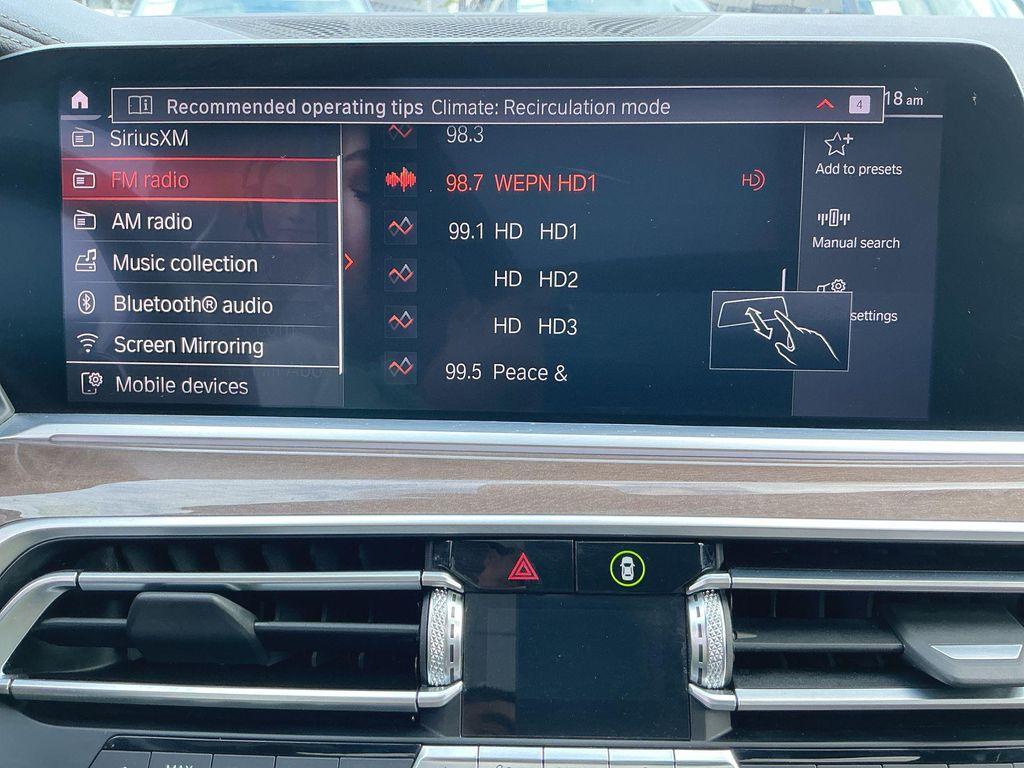 Recommended operating tips Climate: Recirculation mode 4
18 am
SiriusXM
FM radio
AM radio
Music collection
Bluetooth® audio
Screen Mirroring
Mobile devices
98.3
98.7 WEPN HD1 HD
99.1 HD HD1
HD HD2
HD HD3
99.5 Peace &
Add to presets
Manual search
settings
MAX